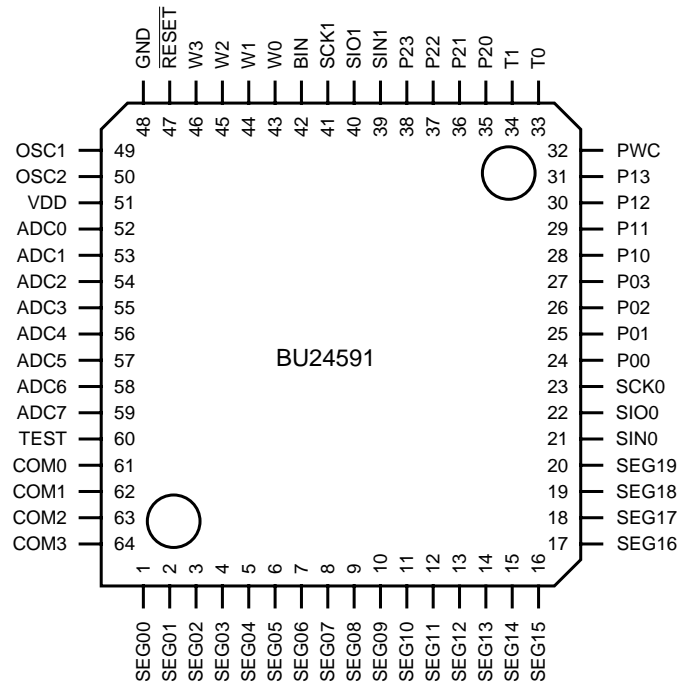 GND RESET W3 W2 W1 W0 BIN SCK1 SIO1 SIN1 P23 P22 P21 P20 T1 T0
48 47 46 45 44 43 42 41 40 39 38 37 36 35 34 33
OSC1 49 32 PWC
OSC2 50 31 P13
VDD 51 30 P12
ADC0 52 29 P11
ADC1 53 28 P10
ADC2 54 27 P03
ADC3 55 26 P02
ADC4 56 25 P01
BU24591
ADC5 57 24 P00
ADC6 58 23 SCK0
ADC7 59 22 SIO0
TEST 60 21 SIN0
COM0 61 20 SEG19
COM1 62 19 SEG18
COM2 63 18 SEG17
COM3 64 17 SEG16
1 2 3 4 5 6 7 8 9 10 11 12 13 14 15 16
SEG00 SEG01 SEG02 SEG03 SEG04 SEG05 SEG06 SEG07 SEG08 SEG09 SEG10 SEG11 SEG12 SEG13 SEG14 SEG15